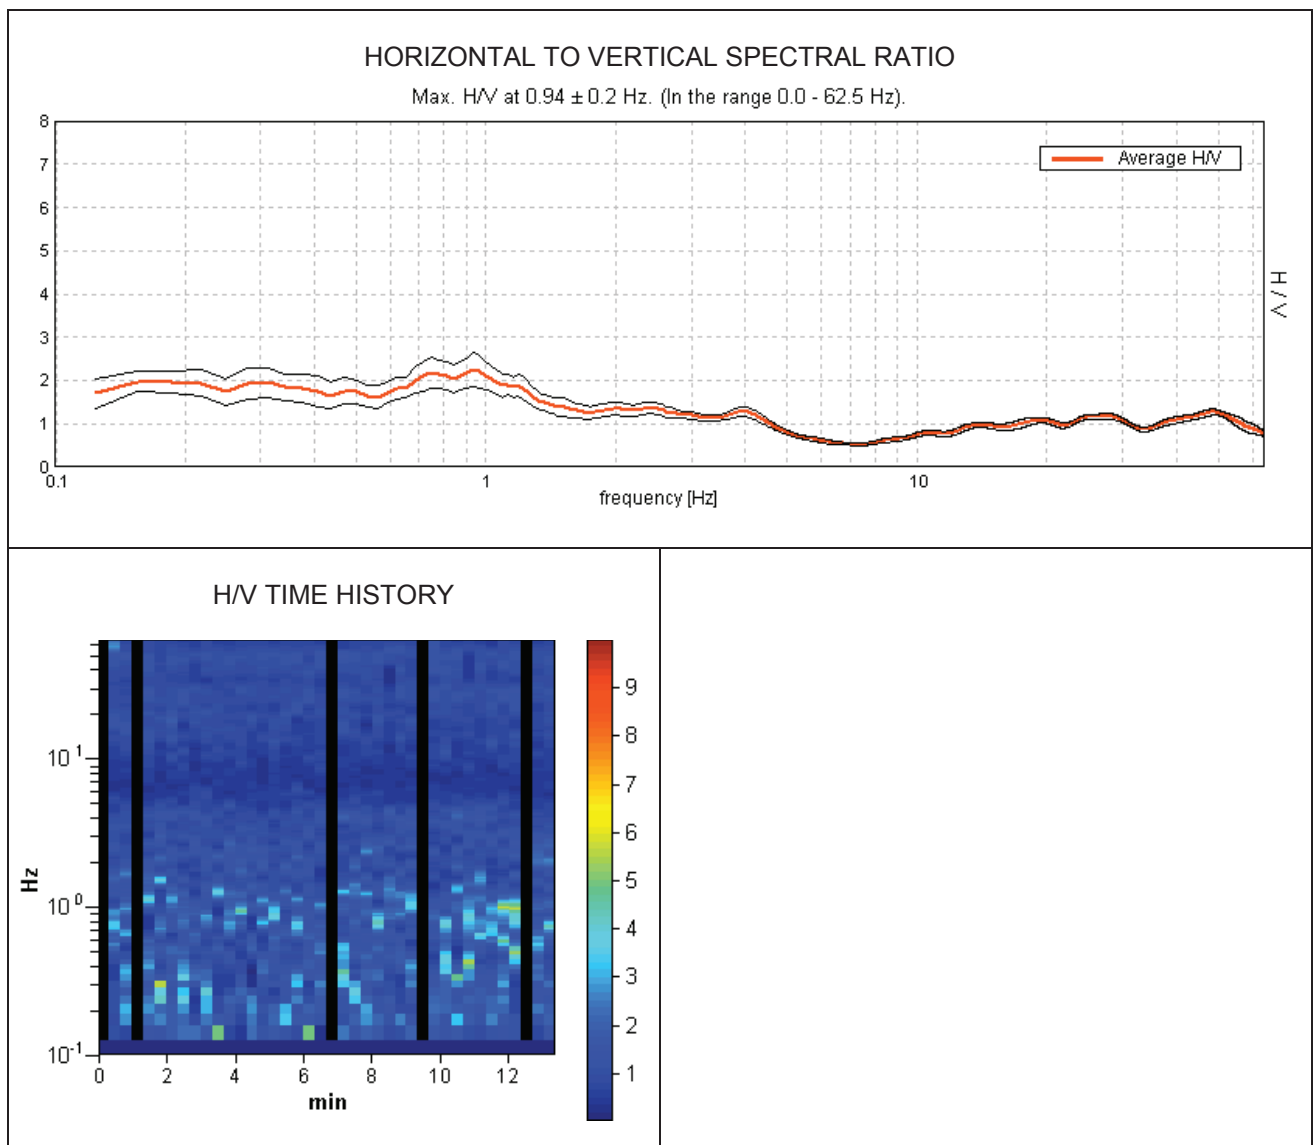 HORIZONTAL TO VERTICAL SPECTRAL RATIO
Max. H/V at 0.94 ± 0.2 Hz. (In the range 0.0 - 62.5 Hz).
8
7
6
5
4
3
2
1
0
Average H/V
H / V
0.1 1 10
frequency [Hz]
H/V TIME HISTORY
Hz
10¹
10⁰
10⁻¹
0 2 4 6 8 10 12
min
9
8
7
6
5
4
3
2
1